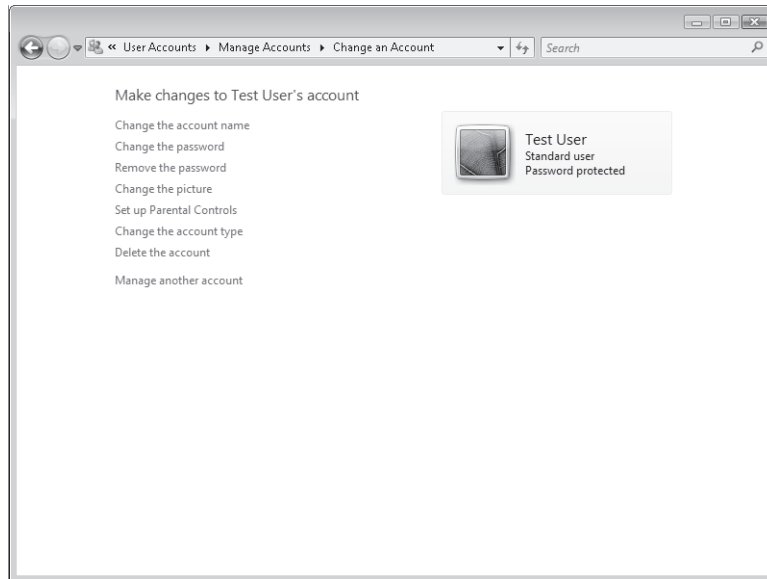 « User Accounts ▸ Manage Accounts ▸ Change an Account
Search
Make changes to Test User's account
Change the account name
Change the password
Remove the password
Change the picture
Set up Parental Controls
Change the account type
Delete the account
Manage another account
Test User
Standard user
Password protected